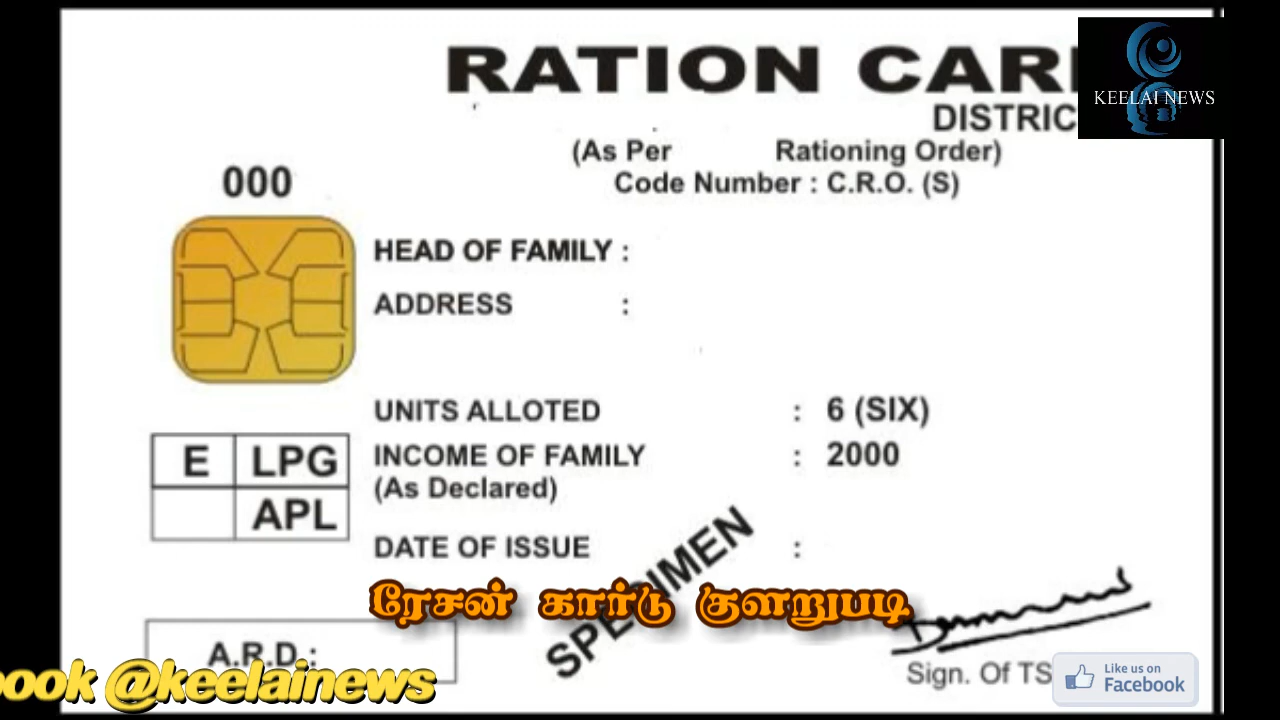 RATION CAR
KEELAI NEWS
DISTRIC
(As Per Rationing Order)
Code Number : C.R.O. (S)
000
HEAD OF FAMILY :
ADDRESS :
UNITS ALLOTED : 6 (SIX)
E LPG
INCOME OF FAMILY : 2000
(As Declared)
APL
DATE OF ISSUE :
SPECIMEN
ரேசன் கார்டு குளறுபடி
A.R.D.:
Sign. Of TS
ook @keelainews
Like us on
Facebook